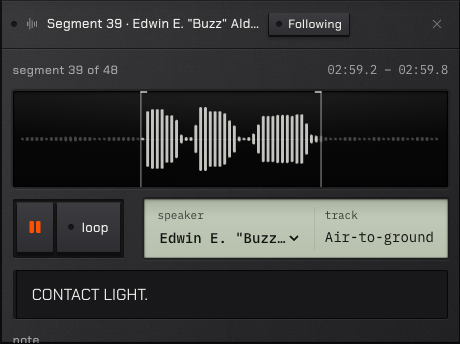 Segment 39 · Edwin E. "Buzz" Ald...
Following
segment 39 of 48
02:59.2 – 02:59.8
loop
speaker
track
Edwin E. "Buzz...
Air-to-ground
CONTACT LIGHT.
note